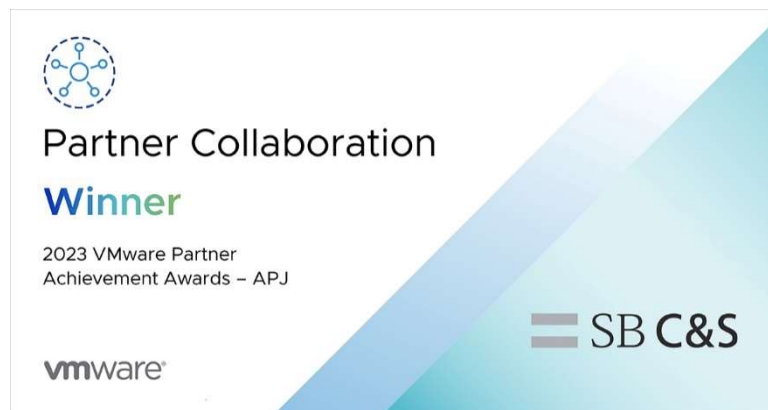 Partner Collaboration
Winner
2023 VMware Partner
Achievement Awards – APJ
SB C&S
vmware®